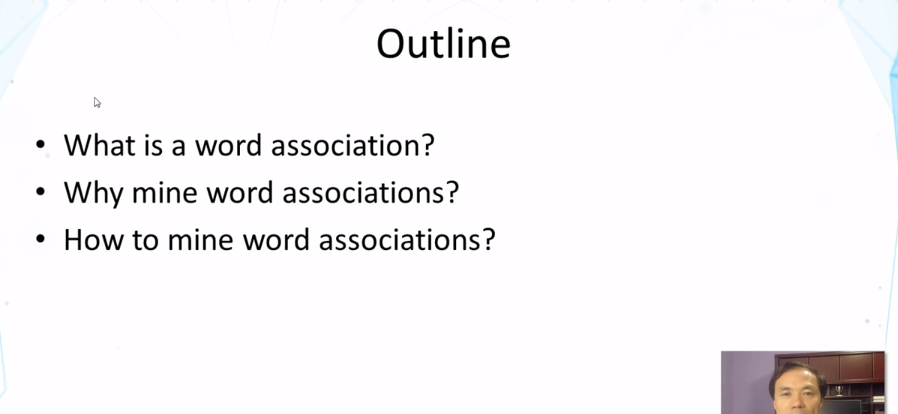 Outline
• What is a word association?
• Why mine word associations?
• How to mine word associations?